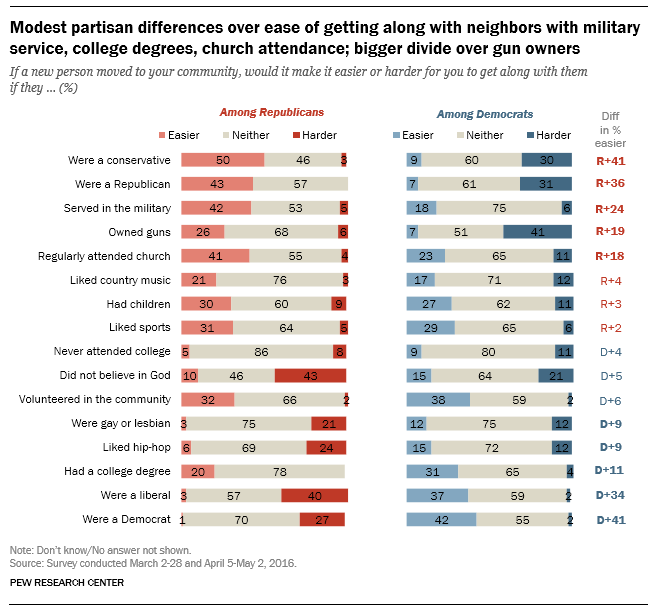 Modest partisan differences over ease of getting along with neighbors with military
service, college degrees, church attendance; bigger divide over gun owners
If a new person moved to your community, would it make it easier or harder for you to get along with them
if they ... (%)
Among Republicans Among Democrats Diff
in %
easier
Easier Neither Harder Easier Neither Harder
Were a conservative 50 46 3 9 60 30 R+41
Were a Republican 43 57 7 61 31 R+36
Served in the military 42 53 5 18 75 6 R+24
Owned guns 26 68 6 7 51 41 R+19
Regularly attended church 41 55 4 23 65 11 R+18
Liked country music 21 76 3 17 71 12 R+4
Had children 30 60 9 27 62 11 R+3
Liked sports 31 64 5 29 65 6 R+2
Never attended college 5 86 8 9 80 11 D+4
Did not believe in God 10 46 43 15 64 21 D+5
Volunteered in the community 32 66 2 38 59 2 D+6
Were gay or lesbian 3 75 21 12 75 12 D+9
Liked hip-hop 6 69 24 15 72 12 D+9
Had a college degree 20 78 31 65 4 D+11
Were a liberal 3 57 40 37 59 2 D+34
Were a Democrat 1 70 27 42 55 2 D+41
Note: Don't know/No answer not shown.
Source: Survey conducted March 2-28 and April 5-May 2, 2016.
PEW RESEARCH CENTER